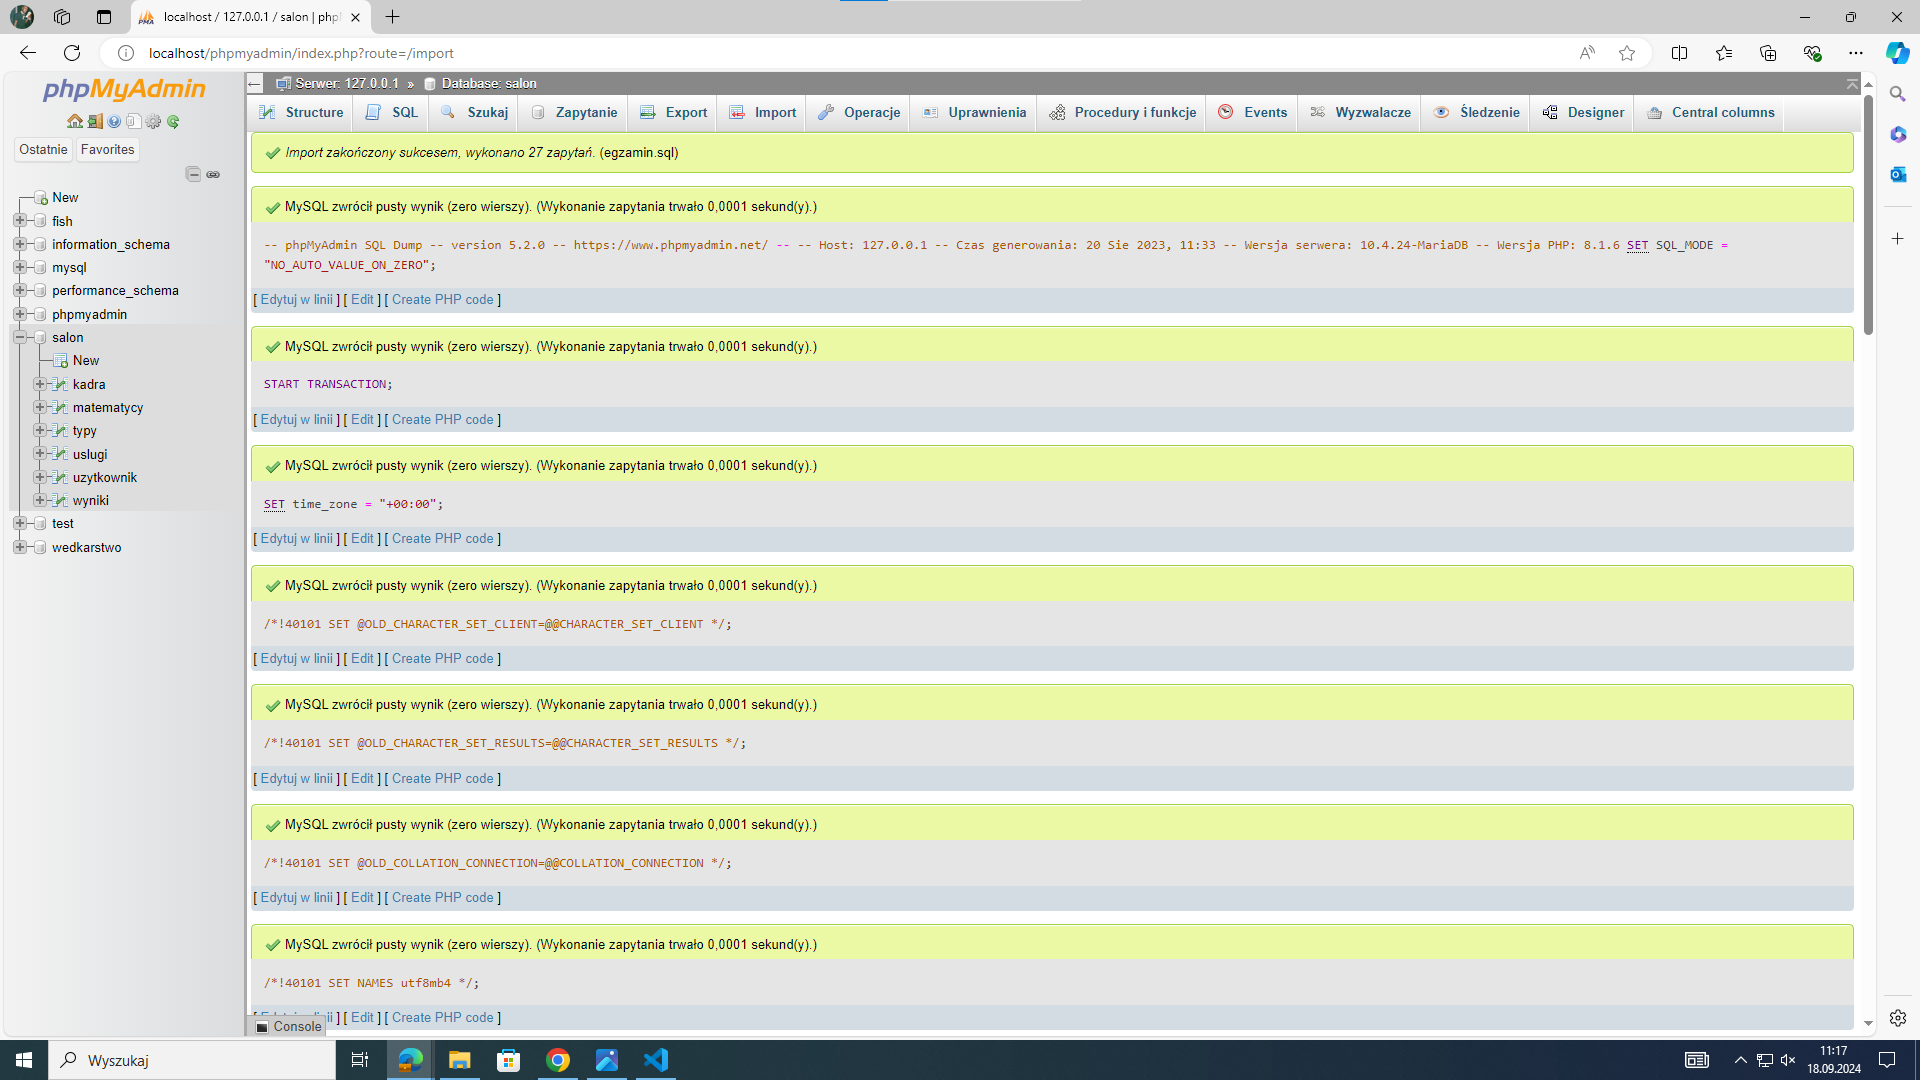 localhost / 127.0.0.1 / salon | php
localhost/phpmyadmin/index.php?route=/import
phpMyAdmin
Ostatnie Favorites
New
fish
information_schema
mysql
performance_schema
phpmyadmin
salon
New
kadra
matematycy
typy
uslugi
uzytkownik
wyniki
test
wedkarstwo
Serwer: 127.0.0.1 » Database: salon
Structure SQL Szukaj Zapytanie Export Import Operacje Uprawnienia Procedury i funkcje Events Wyzwalacze Śledzenie Designer Central columns
Import zakończony sukcesem, wykonano 27 zapytań. (egzamin.sql)
MySQL zwrócił pusty wynik (zero wierszy). (Wykonanie zapytania trwało 0,0001 sekund(y).)
-- phpMyAdmin SQL Dump -- version 5.2.0 -- https://www.phpmyadmin.net/ -- -- Host: 127.0.0.1 -- Czas generowania: 20 Sie 2023, 11:33 -- Wersja serwera: 10.4.24-MariaDB -- Wersja PHP: 8.1.6 SET SQL_MODE =
"NO_AUTO_VALUE_ON_ZERO";
[ Edytuj w linii ] [ Edit ] [ Create PHP code ]
MySQL zwrócił pusty wynik (zero wierszy). (Wykonanie zapytania trwało 0,0001 sekund(y).)
START TRANSACTION;
[ Edytuj w linii ] [ Edit ] [ Create PHP code ]
MySQL zwrócił pusty wynik (zero wierszy). (Wykonanie zapytania trwało 0,0001 sekund(y).)
SET time_zone = "+00:00";
[ Edytuj w linii ] [ Edit ] [ Create PHP code ]
MySQL zwrócił pusty wynik (zero wierszy). (Wykonanie zapytania trwało 0,0001 sekund(y).)
/*!40101 SET @OLD_CHARACTER_SET_CLIENT=@@CHARACTER_SET_CLIENT */;
[ Edytuj w linii ] [ Edit ] [ Create PHP code ]
MySQL zwrócił pusty wynik (zero wierszy). (Wykonanie zapytania trwało 0,0001 sekund(y).)
/*!40101 SET @OLD_CHARACTER_SET_RESULTS=@@CHARACTER_SET_RESULTS */;
[ Edytuj w linii ] [ Edit ] [ Create PHP code ]
MySQL zwrócił pusty wynik (zero wierszy). (Wykonanie zapytania trwało 0,0001 sekund(y).)
/*!40101 SET @OLD_COLLATION_CONNECTION=@@COLLATION_CONNECTION */;
[ Edytuj w linii ] [ Edit ] [ Create PHP code ]
MySQL zwrócił pusty wynik (zero wierszy). (Wykonanie zapytania trwało 0,0001 sekund(y).)
/*!40101 SET NAMES utf8mb4 */;
[ Edit ] [ Create PHP code ]
Console
Wyszukaj
11:17
18.09.2024